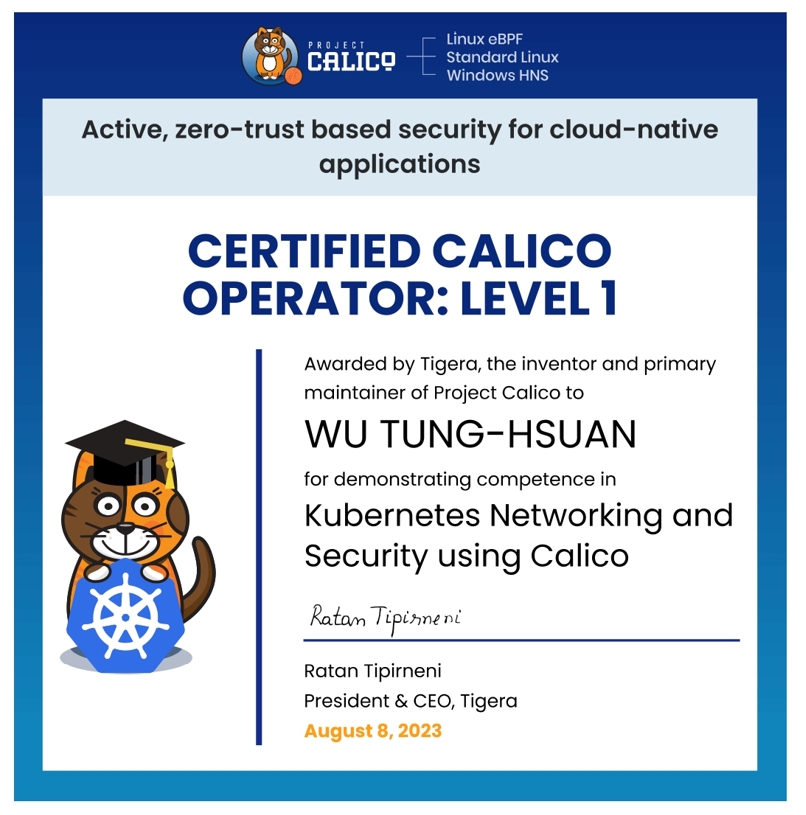 PROJECT
CALICO
Linux eBPF
Standard Linux
Windows HNS
Active, zero-trust based security for cloud-native
applications
CERTIFIED CALICO
OPERATOR: LEVEL 1
Awarded by Tigera, the inventor and primary
maintainer of Project Calico to
WU TUNG-HSUAN
for demonstrating competence in
Kubernetes Networking and
Security using Calico
Ratan Tipirneni
Ratan Tipirneni
President & CEO, Tigera
August 8, 2023